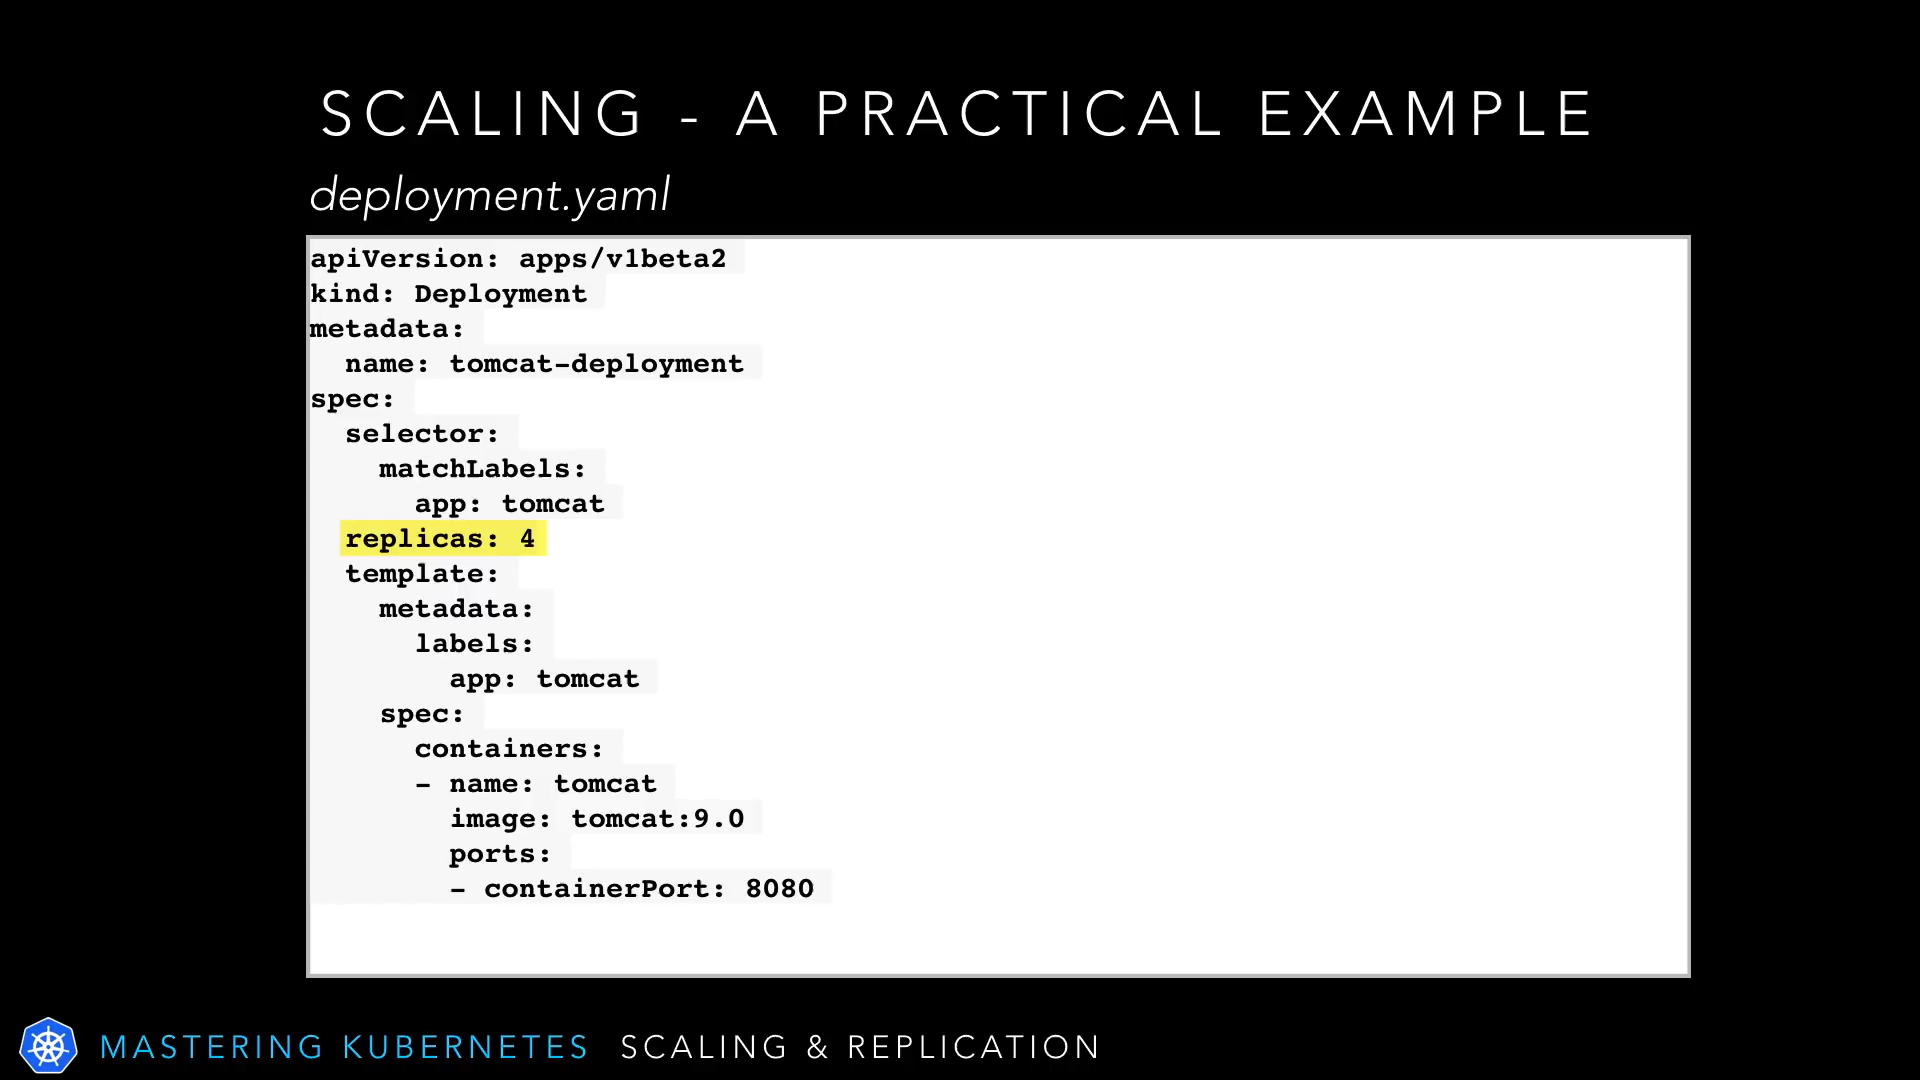 SCALING - A PRACTICAL EXAMPLE
deployment.yaml
apiVersion: apps/v1beta2
kind: Deployment
metadata:
  name: tomcat-deployment
spec:
  selector:
    matchLabels:
      app: tomcat
  replicas: 4
  template:
    metadata:
      labels:
        app: tomcat
    spec:
      containers:
      - name: tomcat
        image: tomcat:9.0
        ports:
        - containerPort: 8080
MASTERING KUBERNETES SCALING & REPLICATION